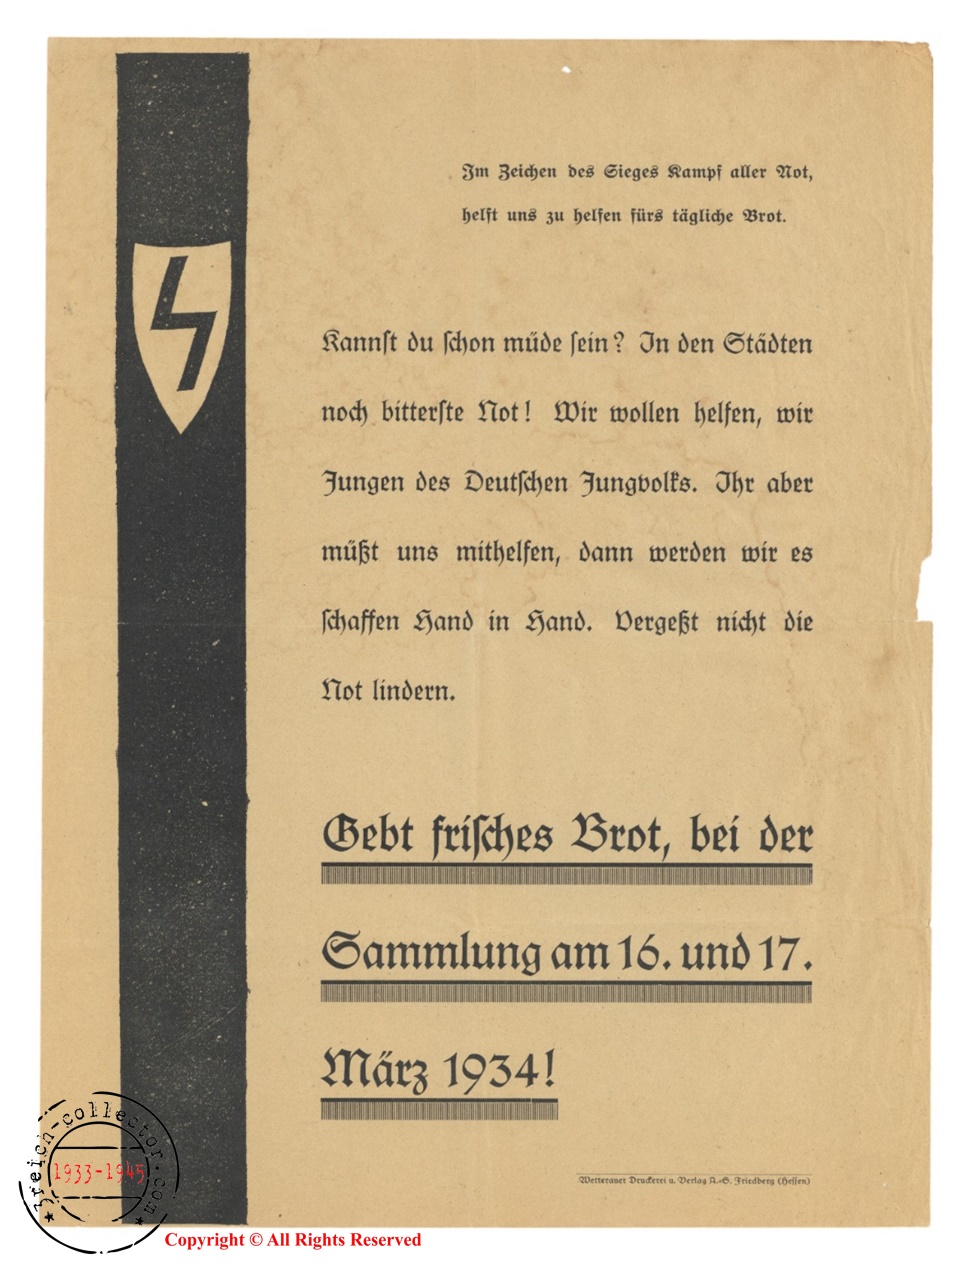 Im Zeichen des Sieges Kampf aller Not,
helft uns zu helfen fürs tägliche Brot.
Kannst du schon müde sein? In den Städten
noch bitterste Not! Wir wollen helfen, wir
Jungen des Deutschen Jungvolks. Ihr aber
müßt uns mithelfen, dann werden wir es
schaffen Hand in Hand. Vergeßt nicht die
Not lindern.
Gebt frisches Brot, bei der
Sammlung am 16. und 17.
März 1934!
Wetterauer Druckerei u. Verlag A.-G. Friedberg (Hessen)
3reich-collector.com
1933-1945
Copyright © All Rights Reserved